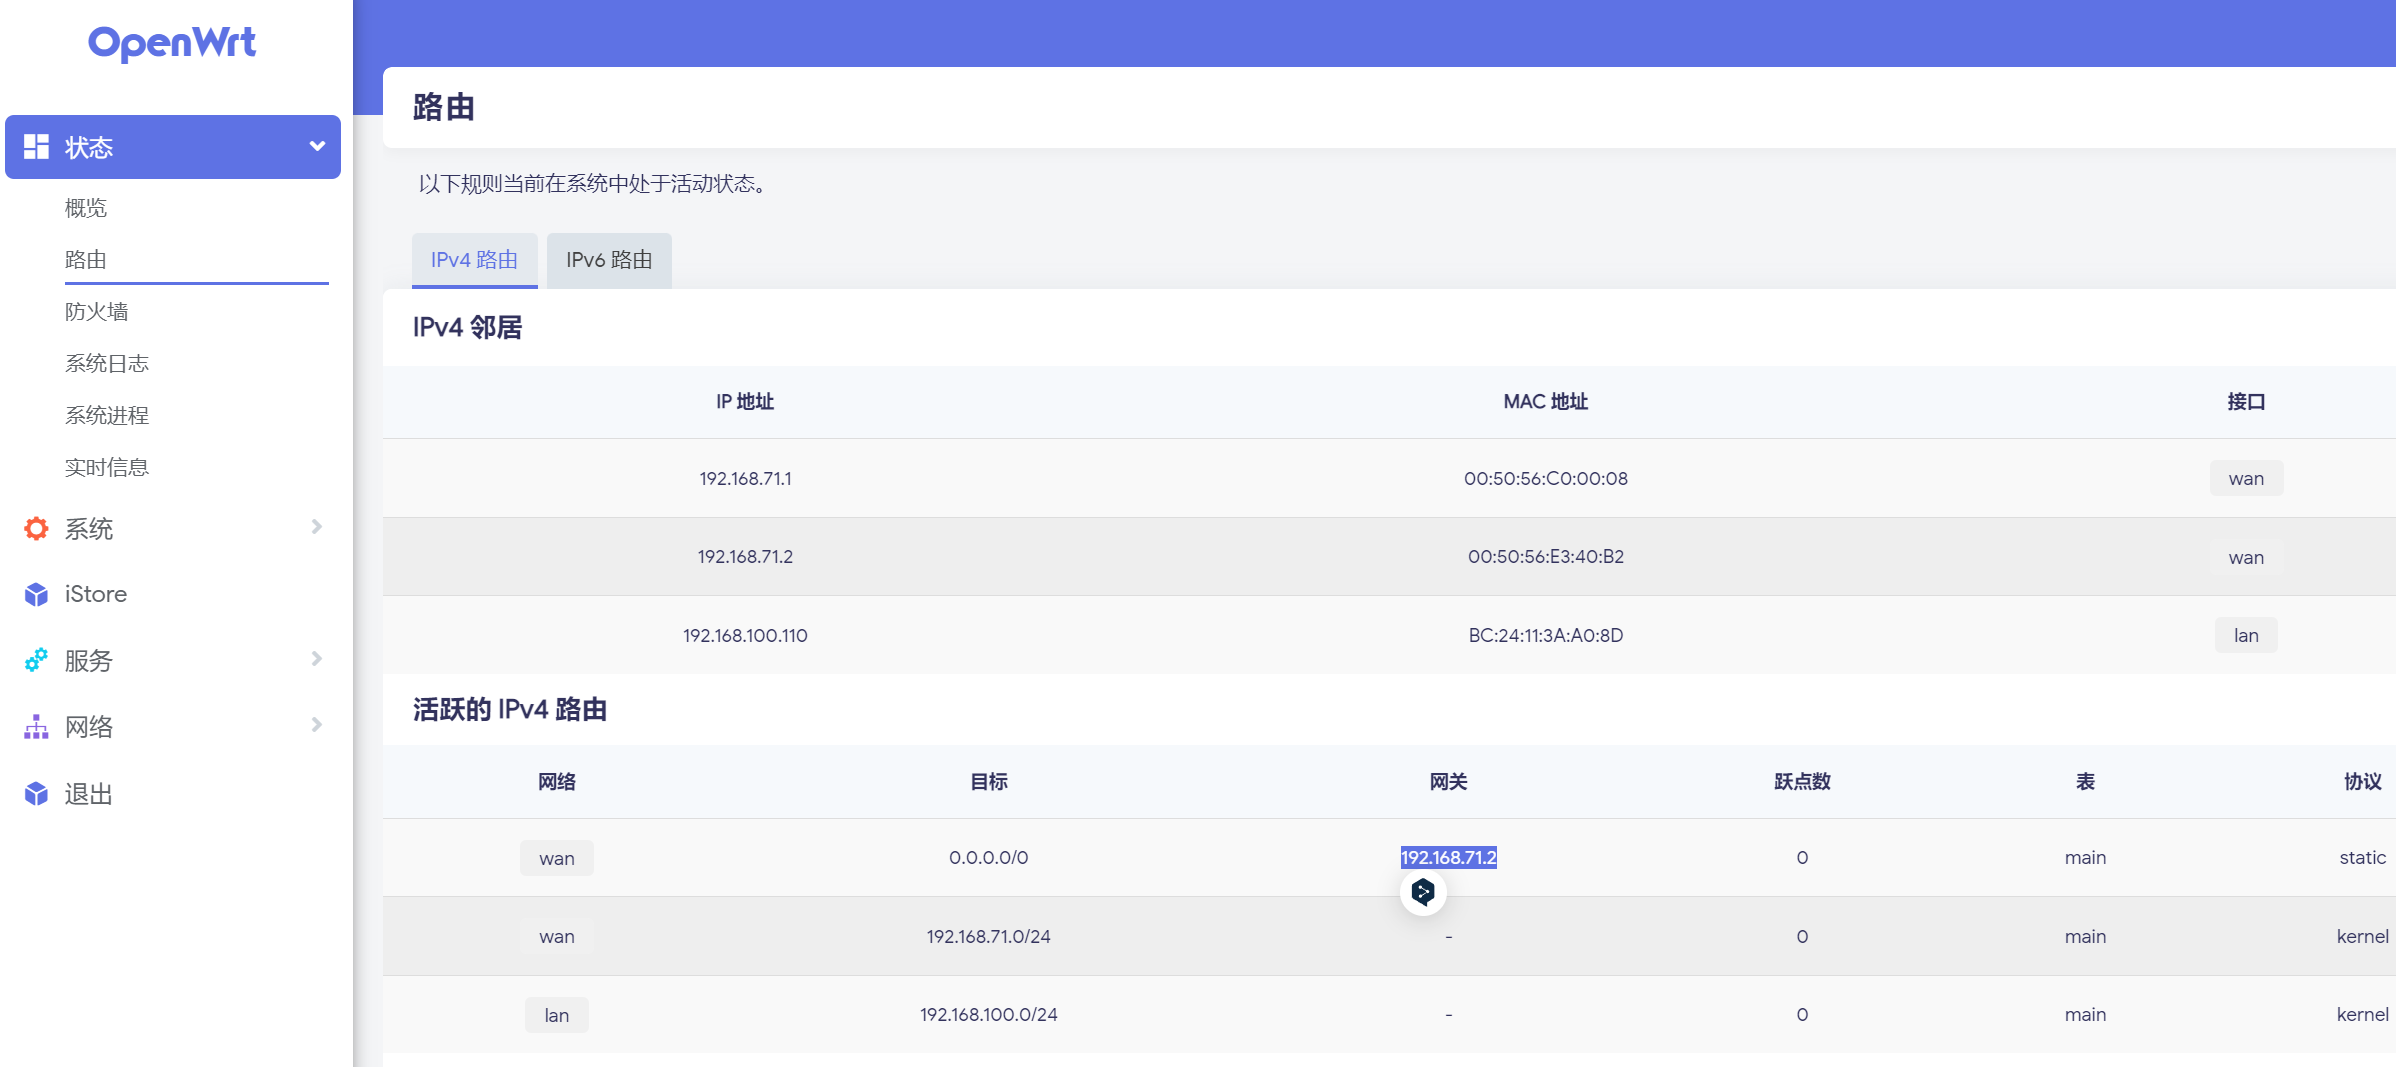 OpenWrt
状态
概览
路由
防火墙
系统日志
系统进程
实时信息
系统
iStore
服务
网络
退出
路由
以下规则当前在系统中处于活动状态。
IPv4 路由 IPv6 路由
IPv4 邻居
IP 地址 MAC 地址 接口
192.168.71.1 00:50:56:C0:00:08 wan
192.168.71.2 00:50:56:E3:40:B2 wan
192.168.100.110 BC:24:11:3A:A0:8D lan
活跃的 IPv4 路由
网络 目标 网关 跃点数 表 协议
wan 0.0.0.0/0 192.168.71.2 0 main static
wan 192.168.71.0/24 - 0 main kernel
lan 192.168.100.0/24 - 0 main kernel